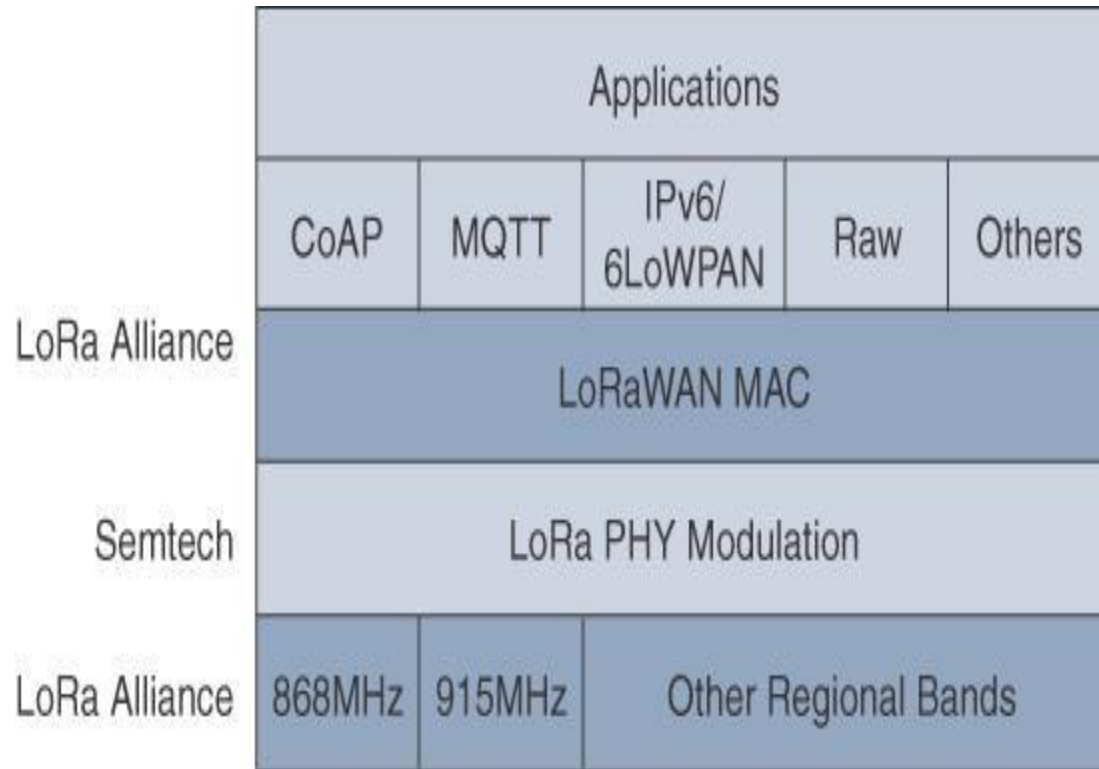 Applications
CoAP
MQTT
IPv6/
6LoWPAN
Raw
Others
LoRa Alliance
LoRaWAN MAC
Semtech
LoRa PHY Modulation
LoRa Alliance
868MHz
915MHz
Other Regional Bands